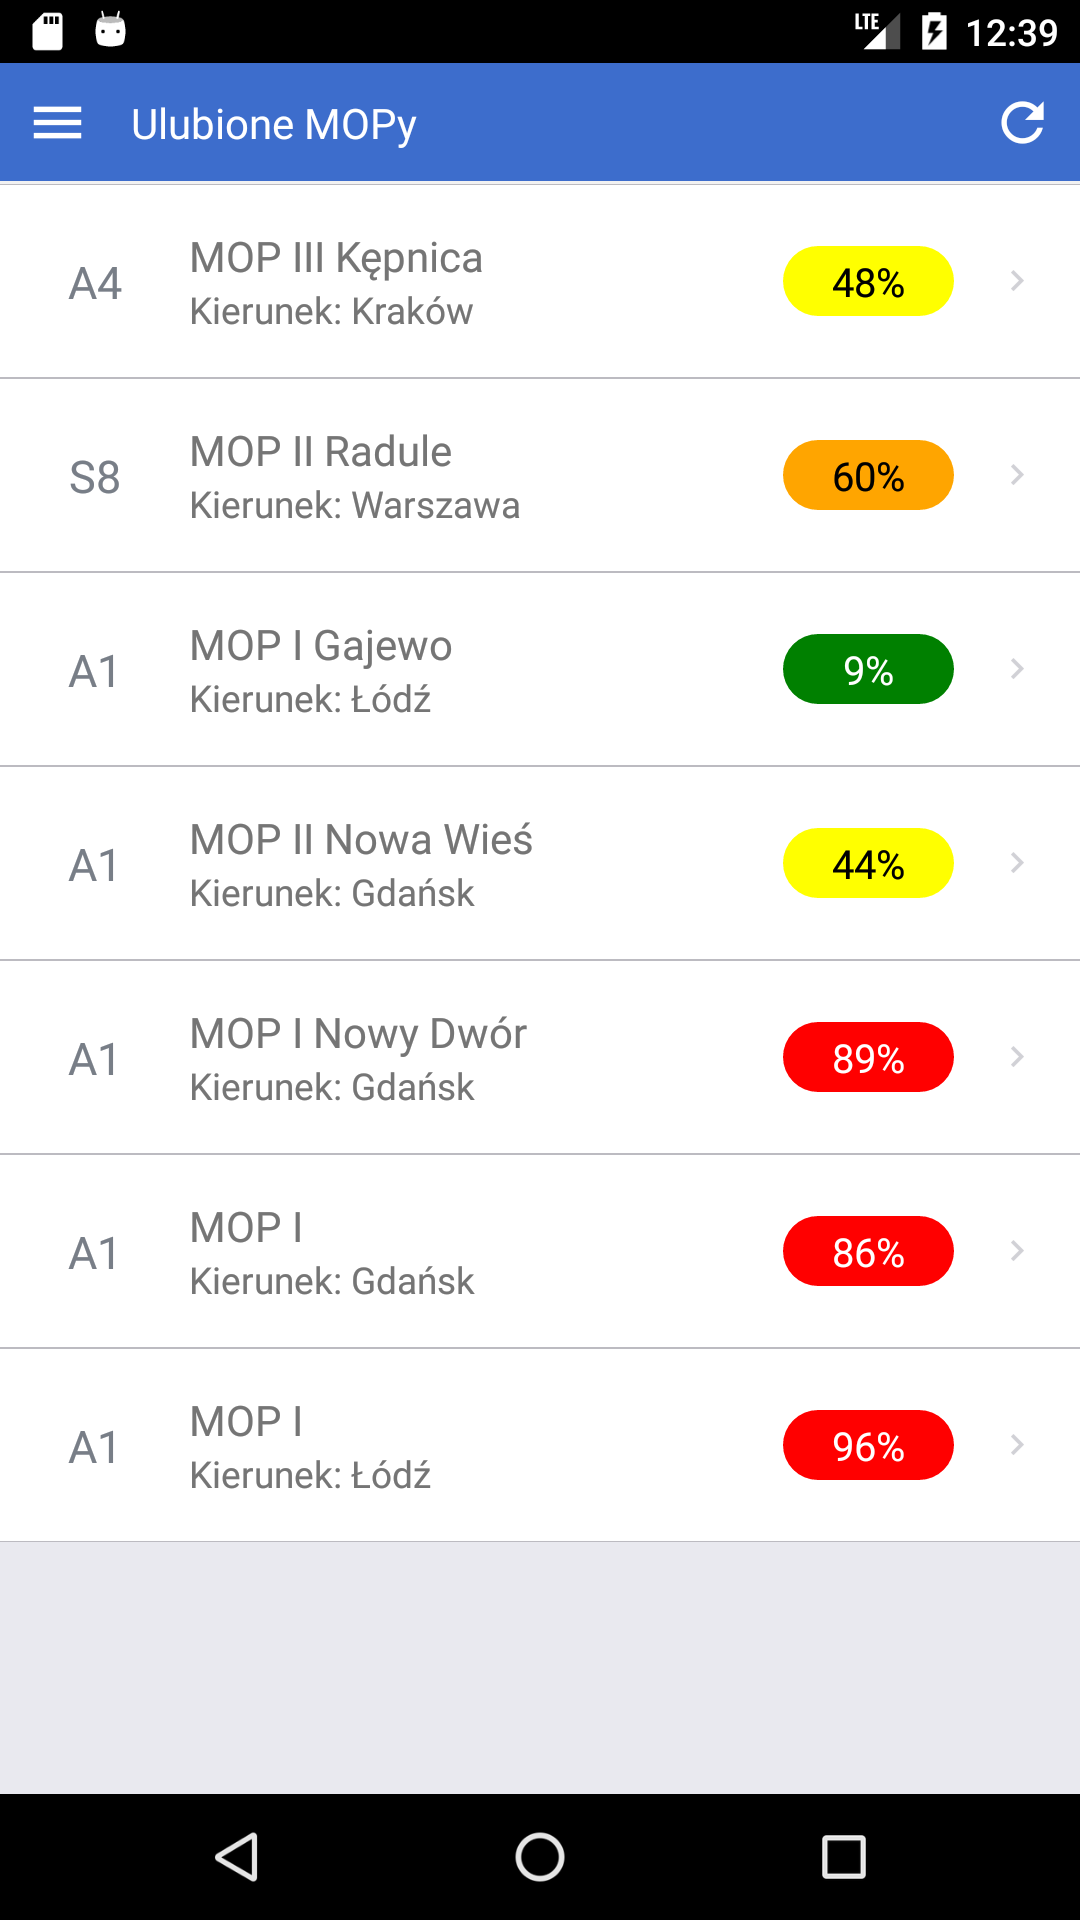 LTE 12:39
Ulubione MOPy
A4 MOP III Kępnica 48%
Kierunek: Kraków
S8 MOP II Radule 60%
Kierunek: Warszawa
A1 MOP I Gajewo 9%
Kierunek: Łódź
A1 MOP II Nowa Wieś 44%
Kierunek: Gdańsk
A1 MOP I Nowy Dwór 89%
Kierunek: Gdańsk
A1 MOP I 86%
Kierunek: Gdańsk
A1 MOP I 96%
Kierunek: Łódź